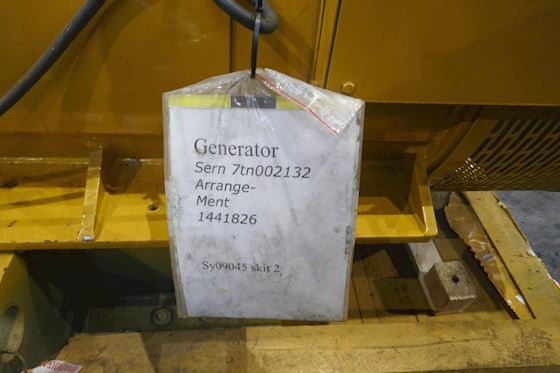 Generator
Sern 7tn002132
Arrange-
Ment
1441826
Sy09045 skit 2